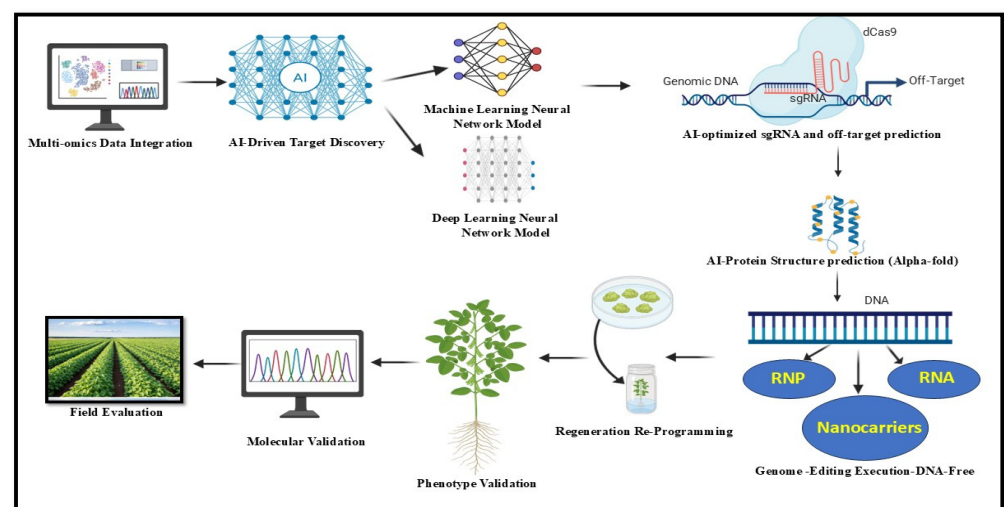 dCas9
Genomic DNA
Off-Target
sgRNA
AI
Multi-omics Data Integration
AI-Driven Target Discovery
Machine Learning Neural
Network Model
AI-optimized sgRNA and off-target prediction
Deep Learning Neural
Network Model
AI-Protein Structure prediction (Alpha-fold)
DNA
RNP
RNA
Nanocarriers
Genome -Editing Execution-DNA-Free
Regeneration Re-Programming
Phenotype Validation
Molecular Validation
Field Evaluation